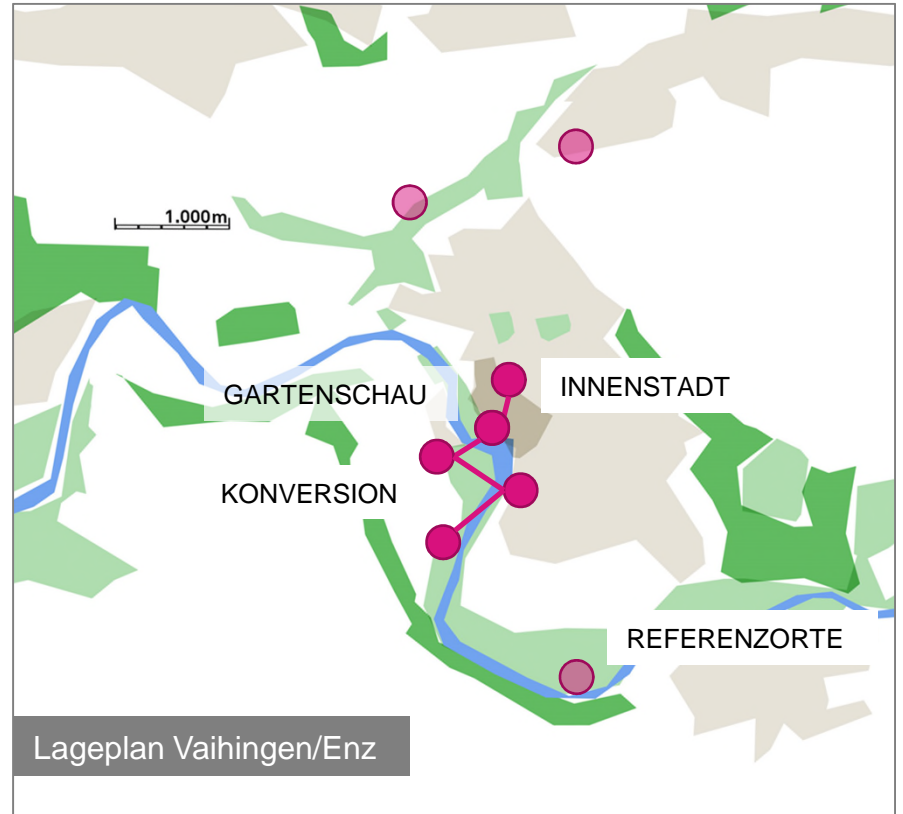 1.000m
GARTENSCHAU
INNENSTADT
KONVERSION
REFERENZORTE
Lageplan Vaihingen/Enz